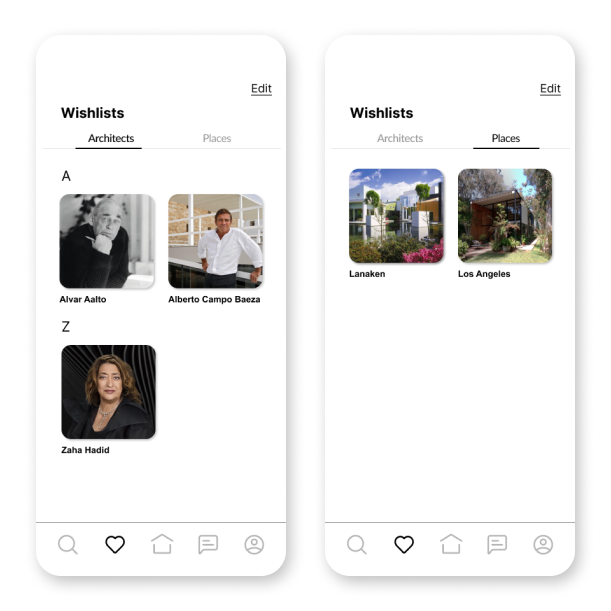 Edit
Wishlists
Architects Places
A
Alvar Aalto Alberto Campo Baeza
Z
Zaha Hadid
Edit
Wishlists
Architects Places
Lanaken Los Angeles